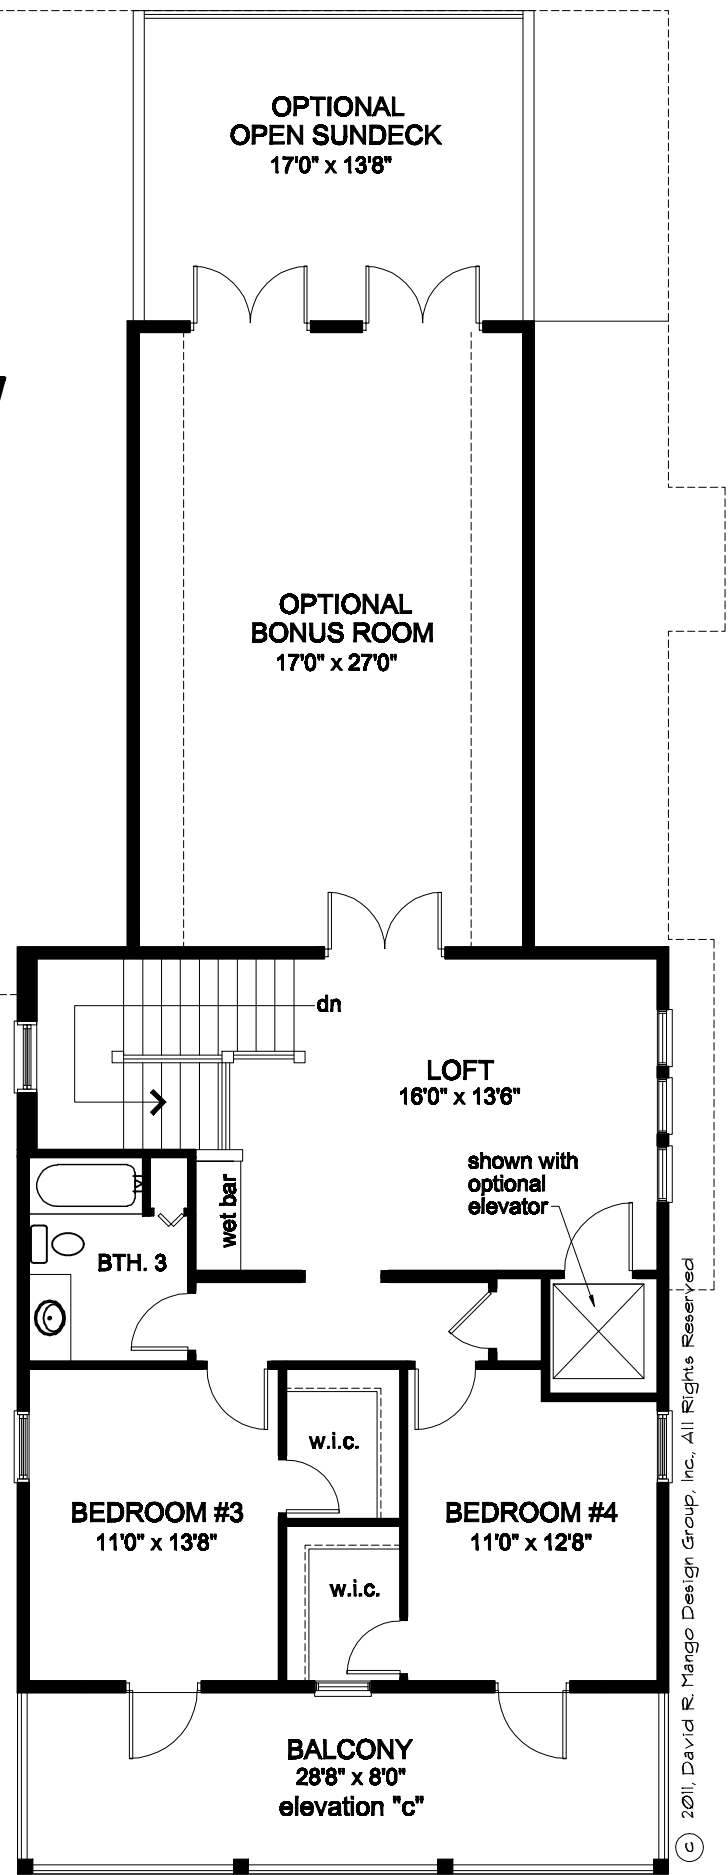 OPTIONAL
OPEN SUNDECK
17'0" x 13'8"
OPTIONAL
BONUS ROOM
17'0" x 27'0"
dn
LOFT
16'0" x 13'6"
shown with
optional
elevator
wet bar
BTH. 3
w.i.c.
BEDROOM #3
11'0" x 13'8"
BEDROOM #4
11'0" x 12'8"
w.i.c.
BALCONY
28'8" x 8'0"
elevation "c"
© 2011, David R. Mango Design Group, Inc., All Rights Reserved